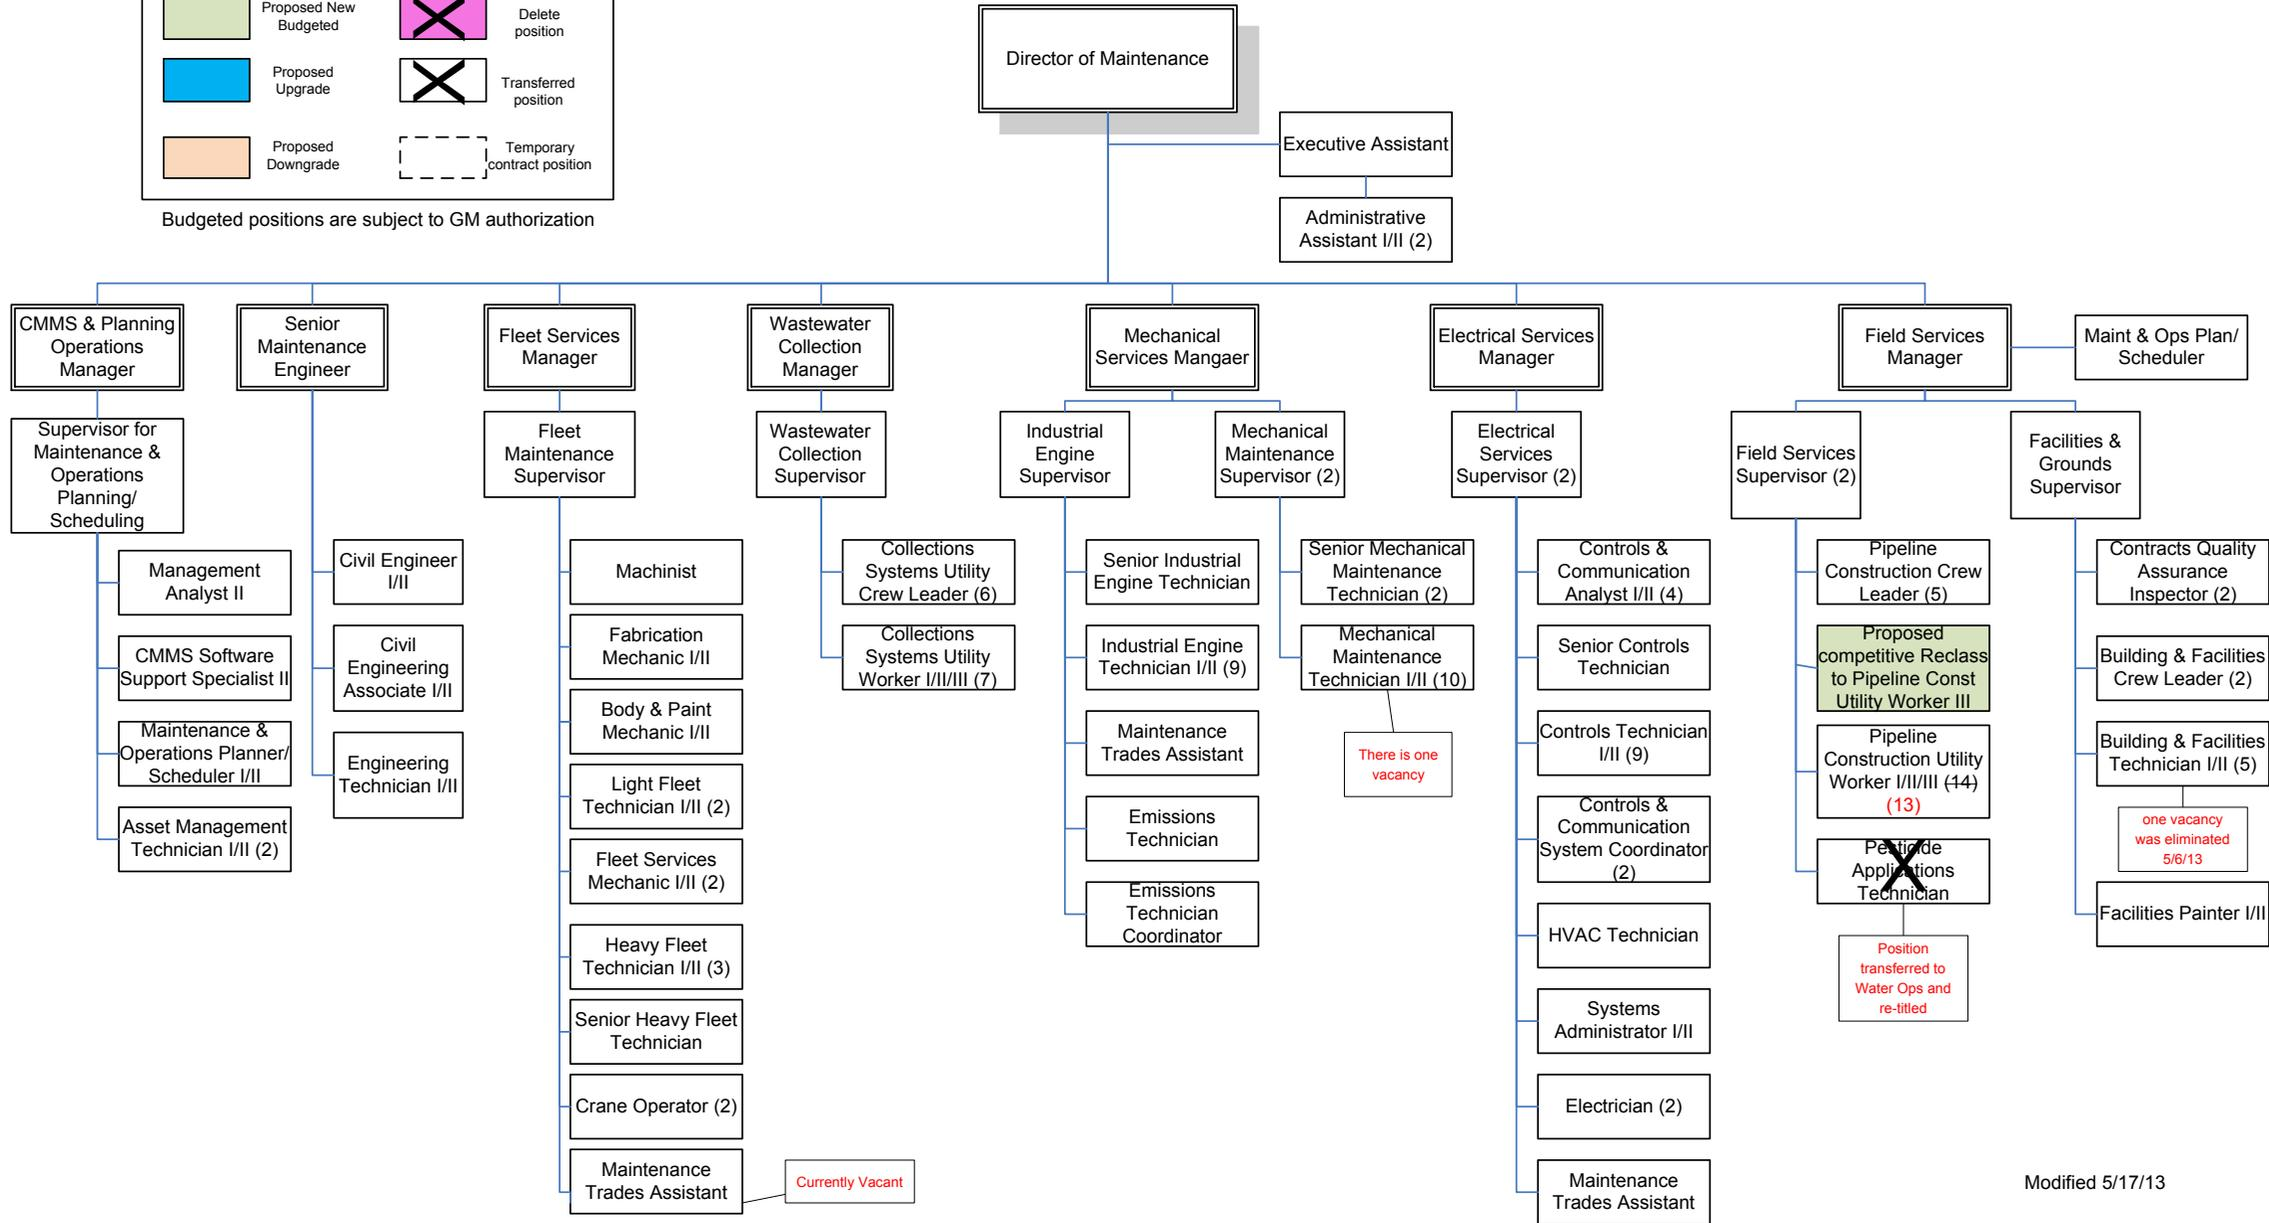 Proposed New
Budgeted
Delete
position
Proposed
Upgrade
Transferred
position
Proposed
Downgrade
Temporary
contract position
Budgeted positions are subject to GM authorization
Director of Maintenance
Executive Assistant
Administrative
Assistant I/II (2)
CMMS & Planning
Operations
Manager
Senior
Maintenance
Engineer
Fleet Services
Manager
Wastewater
Collection
Manager
Mechanical
Services Mangaer
Electrical Services
Manager
Field Services
Manager
Maint & Ops Plan/
Scheduler
Supervisor for
Maintenance &
Operations
Planning/
Scheduling
Fleet
Maintenance
Supervisor
Wastewater
Collection
Supervisor
Industrial
Engine
Supervisor
Mechanical
Maintenance
Supervisor (2)
Electrical
Services
Supervisor (2)
Field Services
Supervisor (2)
Facilities &
Grounds
Supervisor
Management
Analyst II
CMMS Software
Support Specialist II
Maintenance &
Operations Planner/
Scheduler I/II
Asset Management
Technician I/II (2)
Civil Engineer
I/II
Civil
Engineering
Associate I/II
Engineering
Technician I/II
Machinist
Fabrication
Mechanic I/II
Body & Paint
Mechanic I/II
Light Fleet
Technician I/II (2)
Fleet Services
Mechanic I/II (2)
Heavy Fleet
Technician I/II (3)
Senior Heavy Fleet
Technician
Crane Operator (2)
Maintenance
Trades Assistant
Currently Vacant
Collections
Systems Utility
Crew Leader (6)
Collections
Systems Utility
Worker I/II/III (7)
Senior Industrial
Engine Technician
Industrial Engine
Technician I/II (9)
Maintenance
Trades Assistant
Emissions
Technician
Emissions
Technician
Coordinator
Senior Mechanical
Maintenance
Technician (2)
Mechanical
Maintenance
Technician I/II (10)
There is one
vacancy
Controls &
Communication
Analyst I/II (4)
Senior Controls
Technician
Controls Technician
I/II (9)
Controls &
Communication
System Coordinator
(2)
HVAC Technician
Systems
Administrator I/II
Electrician (2)
Maintenance
Trades Assistant
Pipeline
Construction Crew
Leader (5)
Proposed
competitive Reclass
to Pipeline Const
Utility Worker III
Pipeline
Construction Utility
Worker I/II/III (14)
(13)
Pesticide
Applications
Technician
Position
transferred to
Water Ops and
re-titled
Contracts Quality
Assurance
Inspector (2)
Building & Facilities
Crew Leader (2)
Building & Facilities
Technician I/II (5)
one vacancy
was eliminated
5/6/13
Facilities Painter I/II
Modified 5/17/13